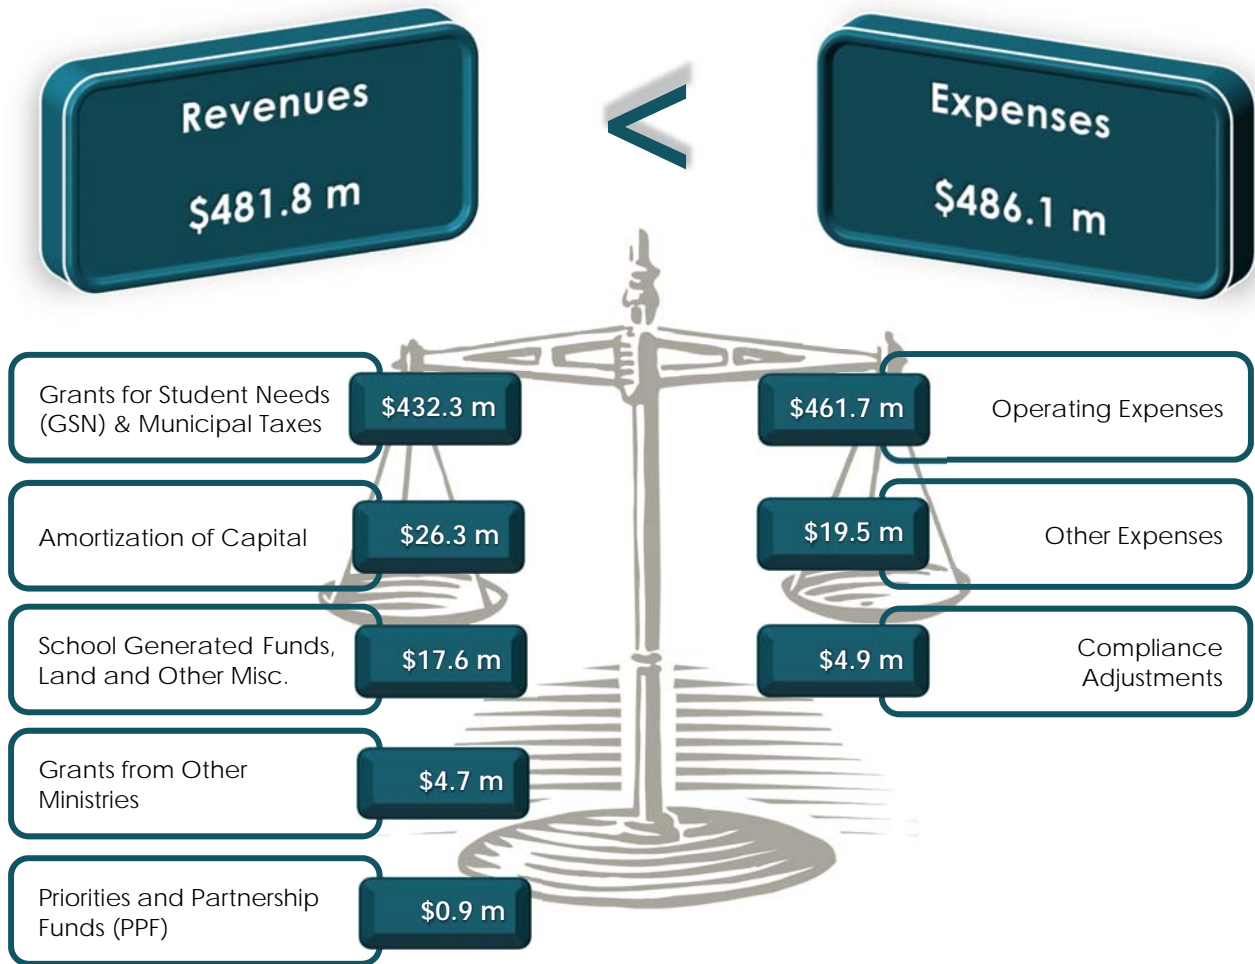 Revenues
$481.8 m
<
Expenses
$486.1 m
Grants for Student Needs
(GSN) & Municipal Taxes
$432.3 m
$461.7 m
Operating Expenses
Amortization of Capital
$26.3 m
$19.5 m
Other Expenses
School Generated Funds,
Land and Other Misc.
$17.6 m
$4.9 m
Compliance
Adjustments
Grants from Other
Ministries
$4.7 m
Priorities and Partnership
Funds (PPF)
$0.9 m